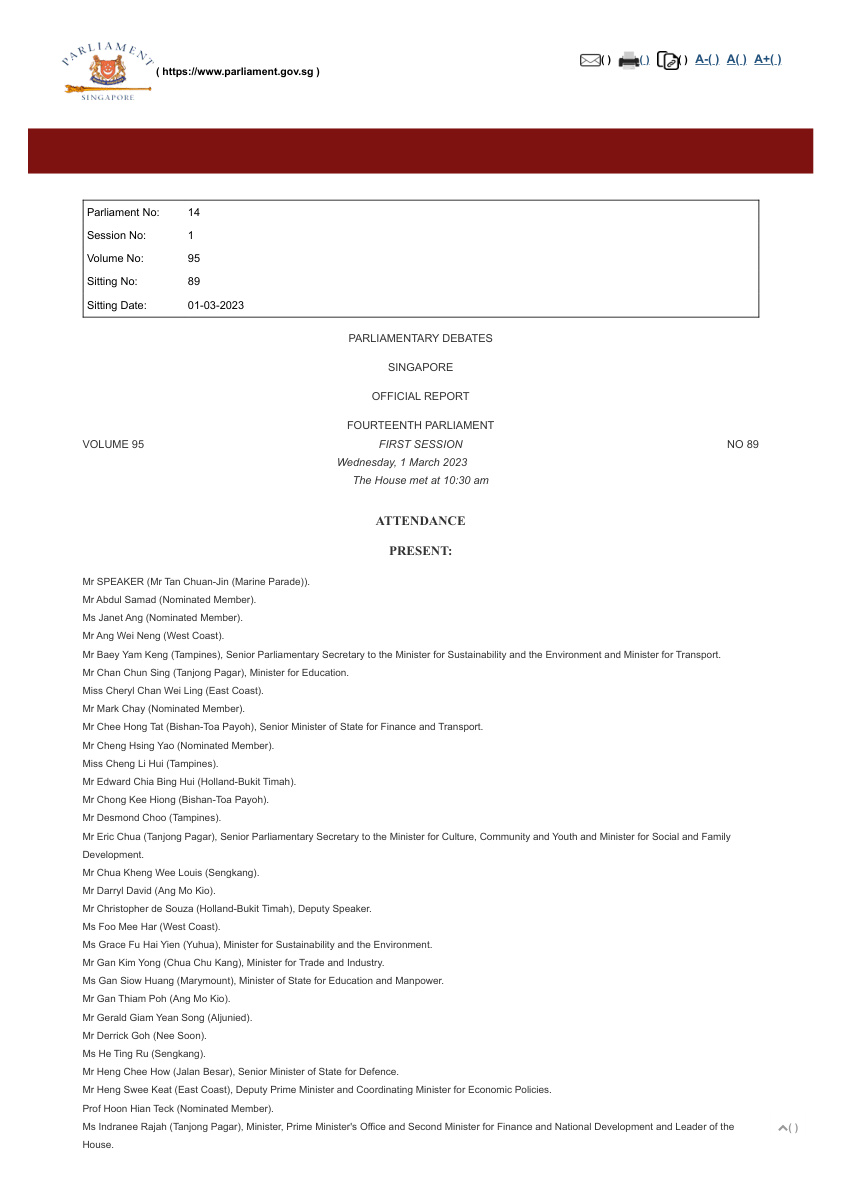 PARLIAMENT
SINGAPORE
( https://www.parliament.gov.sg )
( ) ( ) ( ) A-( ) A( ) A+( )
Parliament No: 14
Session No: 1
Volume No: 95
Sitting No: 89
Sitting Date: 01-03-2023
PARLIAMENTARY DEBATES
SINGAPORE
OFFICIAL REPORT
FOURTEENTH PARLIAMENT
VOLUME 95 FIRST SESSION NO 89
Wednesday, 1 March 2023
The House met at 10:30 am
ATTENDANCE
PRESENT:
Mr SPEAKER (Mr Tan Chuan-Jin (Marine Parade)).
Mr Abdul Samad (Nominated Member).
Ms Janet Ang (Nominated Member).
Mr Ang Wei Neng (West Coast).
Mr Baey Yam Keng (Tampines), Senior Parliamentary Secretary to the Minister for Sustainability and the Environment and Minister for Transport.
Mr Chan Chun Sing (Tanjong Pagar), Minister for Education.
Miss Cheryl Chan Wei Ling (East Coast).
Mr Mark Chay (Nominated Member).
Mr Chee Hong Tat (Bishan-Toa Payoh), Senior Minister of State for Finance and Transport.
Mr Cheng Hsing Yao (Nominated Member).
Miss Cheng Li Hui (Tampines).
Mr Edward Chia Bing Hui (Holland-Bukit Timah).
Mr Chong Kee Hiong (Bishan-Toa Payoh).
Mr Desmond Choo (Tampines).
Mr Eric Chua (Tanjong Pagar), Senior Parliamentary Secretary to the Minister for Culture, Community and Youth and Minister for Social and Family
Development.
Mr Chua Kheng Wee Louis (Sengkang).
Mr Darryl David (Ang Mo Kio).
Mr Christopher de Souza (Holland-Bukit Timah), Deputy Speaker.
Ms Foo Mee Har (West Coast).
Ms Grace Fu Hai Yien (Yuhua), Minister for Sustainability and the Environment.
Mr Gan Kim Yong (Chua Chu Kang), Minister for Trade and Industry.
Ms Gan Siow Huang (Marymount), Minister of State for Education and Manpower.
Mr Gan Thiam Poh (Ang Mo Kio).
Mr Gerald Giam Yean Song (Aljunied).
Mr Derrick Goh (Nee Soon).
Ms He Ting Ru (Sengkang).
Mr Heng Chee How (Jalan Besar), Senior Minister of State for Defence.
Mr Heng Swee Keat (East Coast), Deputy Prime Minister and Coordinating Minister for Economic Policies.
Prof Hoon Hian Teck (Nominated Member).
Ms Indranee Rajah (Tanjong Pagar), Minister, Prime Minister's Office and Second Minister for Finance and National Development and Leader of the
House.
( )